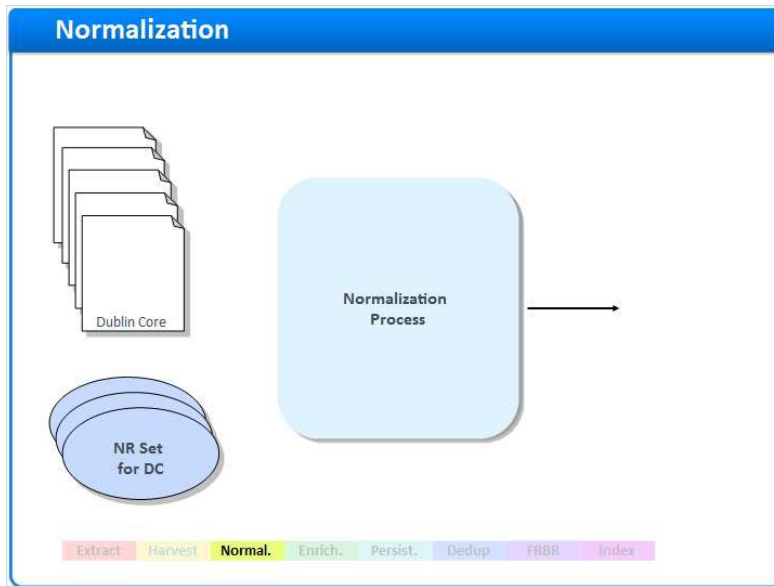 Normalization
Dublin Core
Normalization
Process
NR Set
for DC
Extract Harvest Normal. Enrich. Persist. Dedup FRBR Index